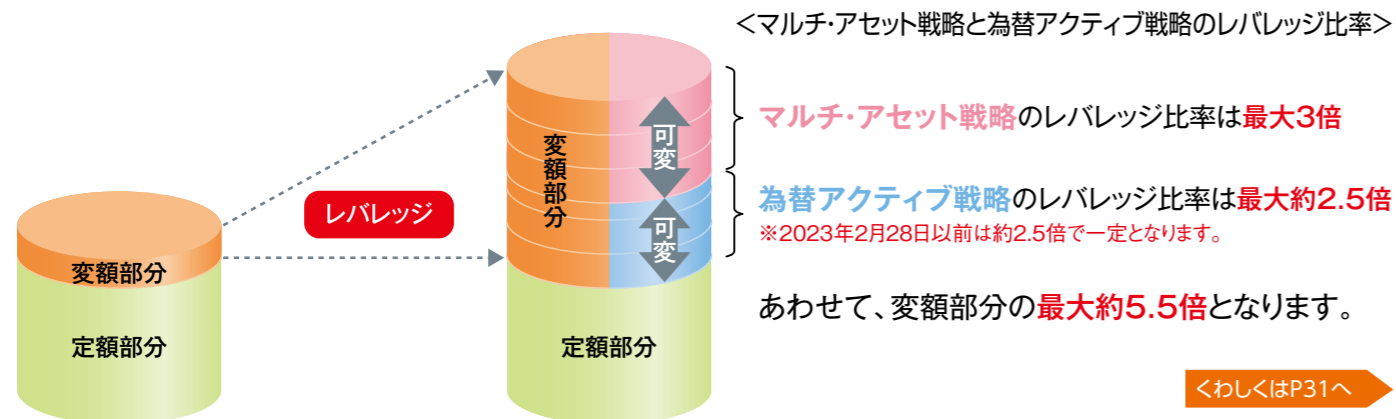 <マルチ・アセット戦略と為替アクティブ戦略のレバレッジ比率>
マルチ・アセット戦略のレバレッジ比率は最大3倍
為替アクティブ戦略のレバレッジ比率は最大約2.5倍
※2023年2月28日以前は約2.5倍で一定となります。
あわせて、変額部分の最大約5.5倍となります。
レバレッジ
変額部分
定額部分
変額部分
可変
可変
定額部分
くわしくはP31へ